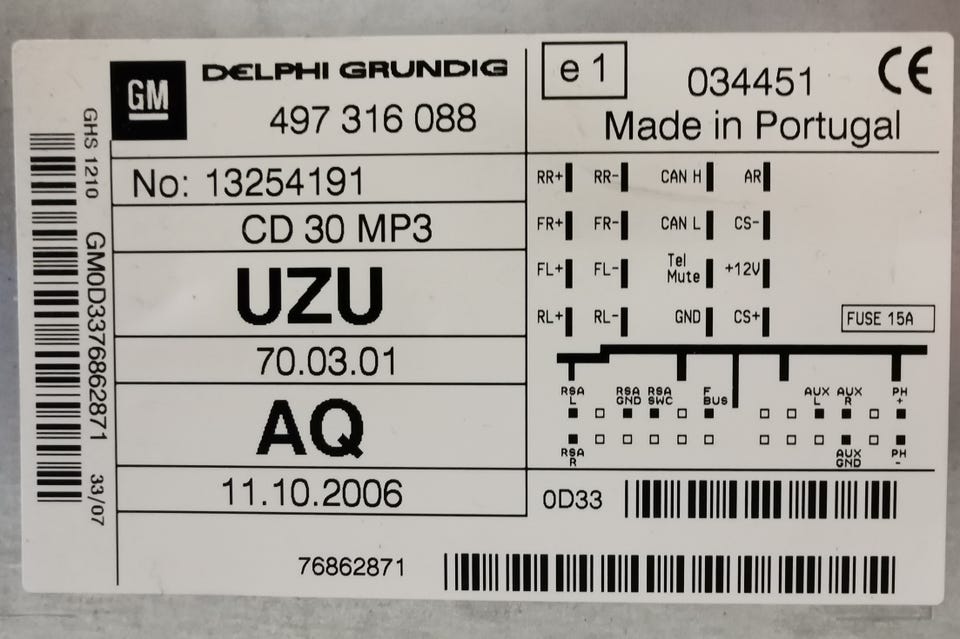 GHS 1210
GM0D3376862871
33/07
GM
DELPHI GRUNDIG
497 316 088
No: 13254191
CD 30 MP3
UZU
70.03.01
AQ
11.10.2006
e 1
034451
CE
Made in Portugal
RR+ RR- CAN H AR
FR+ FR- CAN L CS-
FL+ FL- Tel Mute +12V
RL+ RL- GND CS+
FUSE 15A
RSA L RSA GND RSA SWC F BUS AUX L AUX R PH +
RSA R AUX GND PH -
0D33
76862871